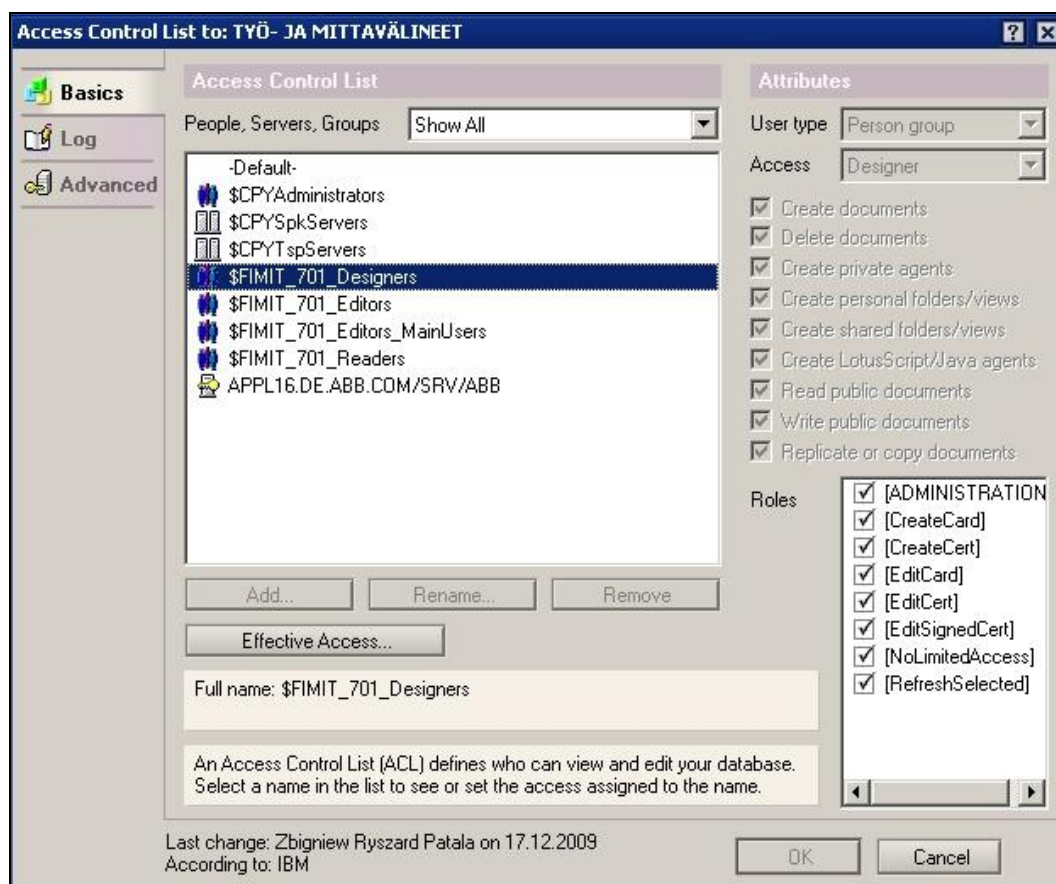 Access Control List to: TYÖ- JA MITTAVÄLINEET
Basics
Log
Advanced
Access Control List
People, Servers, Groups Show All
-Default-
$CPYAdministrators
$CPYSpkServers
$CPYTspServers
$FIMIT_701_Designers
$FIMIT_701_Editors
$FIMIT_701_Editors_MainUsers
$FIMIT_701_Readers
APPL16.DE.ABB.COM/SRV/ABB
Add... Rename... Remove
Effective Access...
Full name: $FIMIT_701_Designers
An Access Control List (ACL) defines who can view and edit your database.
Select a name in the list to see or set the access assigned to the name.
Attributes
User type Person group
Access Designer
Create documents
Delete documents
Create private agents
Create personal folders/views
Create shared folders/views
Create LotusScript/Java agents
Read public documents
Write public documents
Replicate or copy documents
Roles
[ADMINISTRATION
[CreateCard]
[CreateCert]
[EditCard]
[EditCert]
[EditSignedCert]
[NoLimitedAccess]
[RefreshSelected]
Last change: Zbigniew Ryszard Patala on 17.12.2009
According to: IBM
OK Cancel